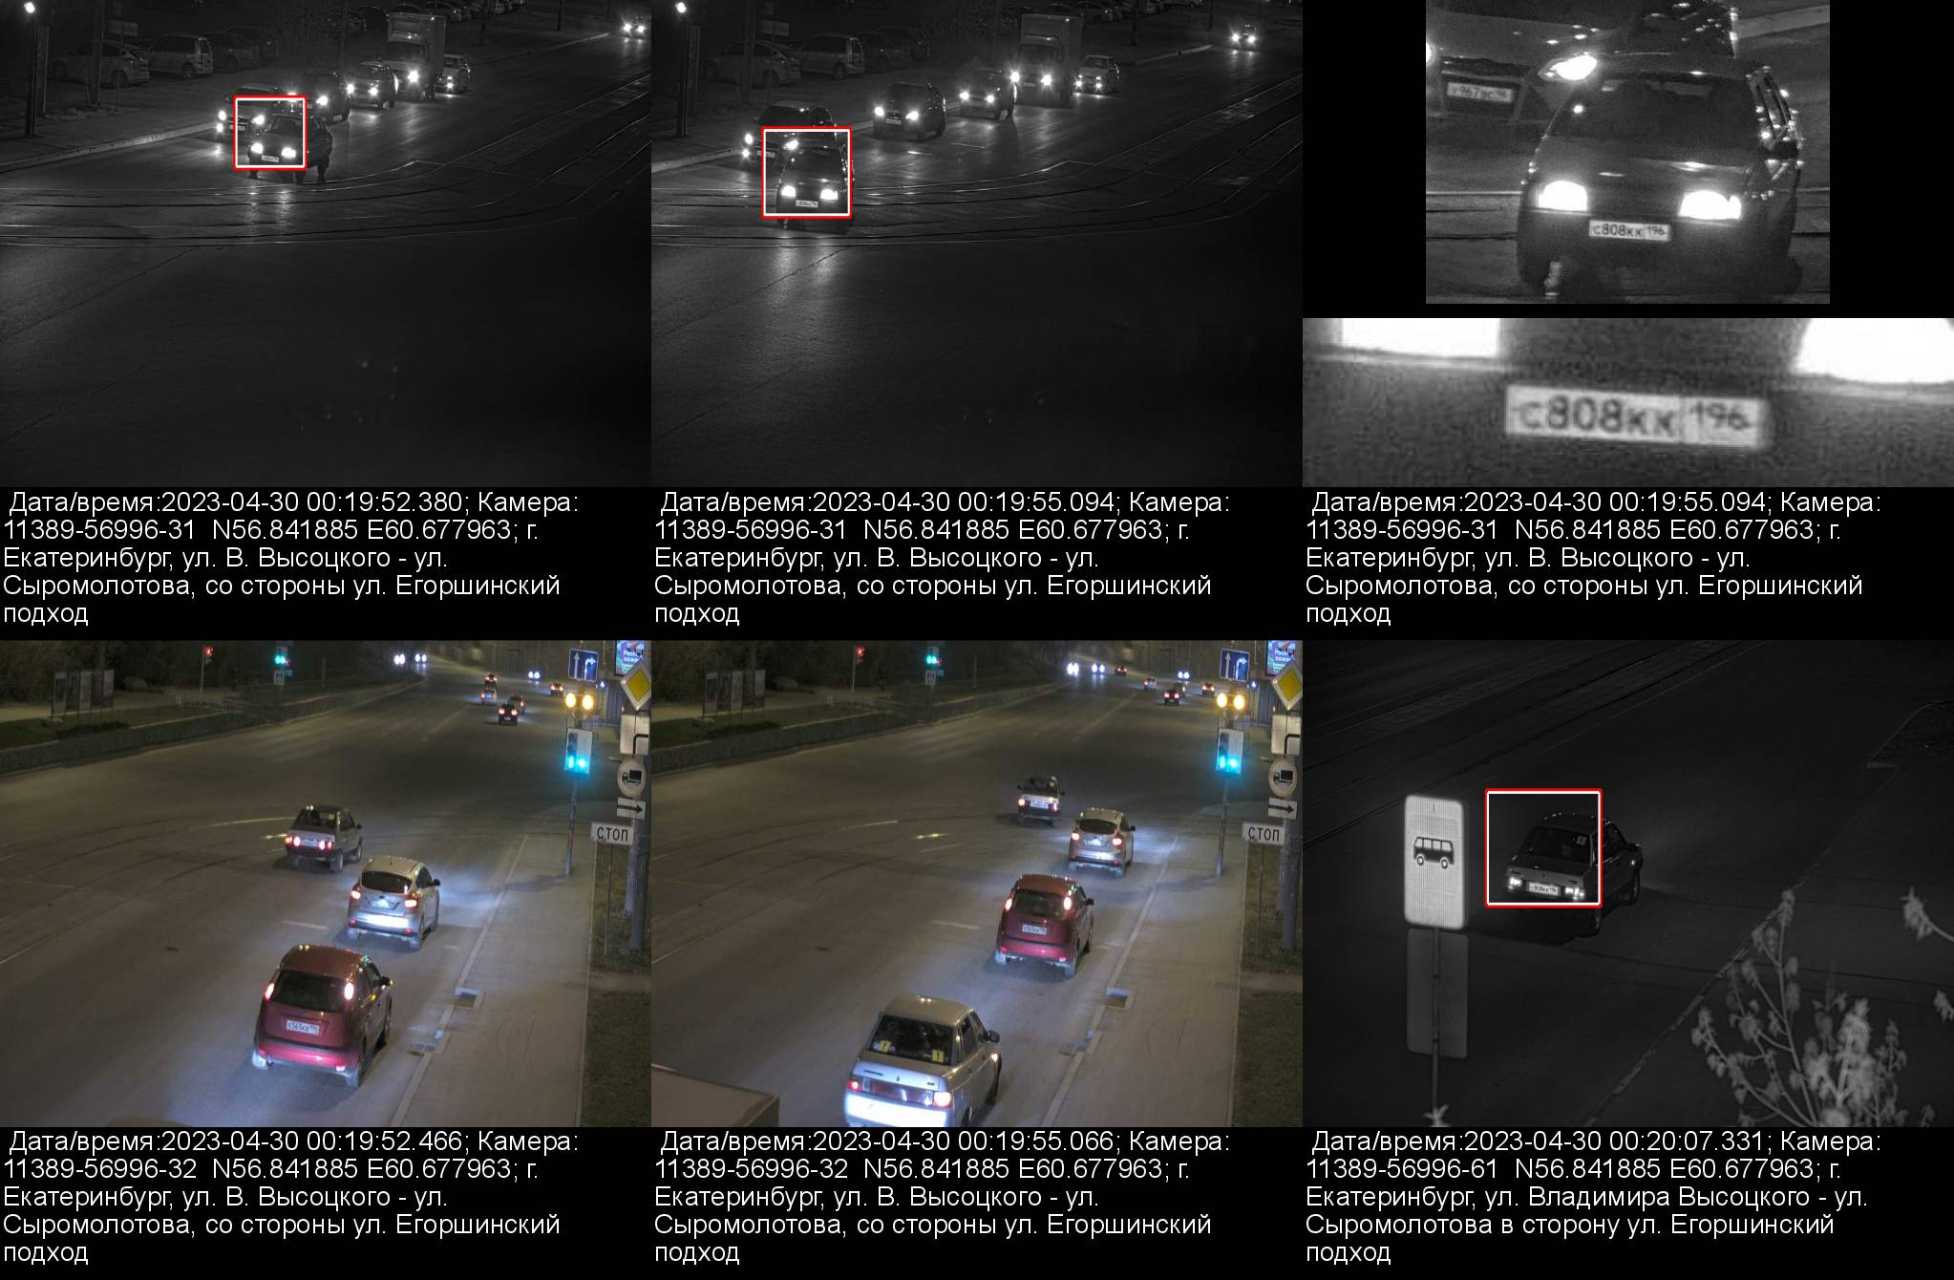 С808КК 196
С808КК 196
Дата/время:2023-04-30 00:19:52.380; Камера:
11389-56996-31  N56.841885 E60.677963; г.
Екатеринбург, ул. В. Высоцкого - ул.
Сыромолотова, со стороны ул. Егоршинский
подход
Дата/время:2023-04-30 00:19:55.094; Камера:
11389-56996-31  N56.841885 E60.677963; г.
Екатеринбург, ул. В. Высоцкого - ул.
Сыромолотова, со стороны ул. Егоршинский
подход
Дата/время:2023-04-30 00:19:55.094; Камера:
11389-56996-31  N56.841885 E60.677963; г.
Екатеринбург, ул. В. Высоцкого - ул.
Сыромолотова, со стороны ул. Егоршинский
подход
СТОП
СТОП
Дата/время:2023-04-30 00:19:52.466; Камера:
11389-56996-32  N56.841885 E60.677963; г.
Екатеринбург, ул. В. Высоцкого - ул.
Сыромолотова, со стороны ул. Егоршинский
подход
Дата/время:2023-04-30 00:19:55.066; Камера:
11389-56996-32  N56.841885 E60.677963; г.
Екатеринбург, ул. В. Высоцкого - ул.
Сыромолотова, со стороны ул. Егоршинский
подход
Дата/время:2023-04-30 00:20:07.331; Камера:
11389-56996-61  N56.841885 E60.677963; г.
Екатеринбург, ул. Владимира Высоцкого - ул.
Сыромолотова в сторону ул. Егоршинский
подход